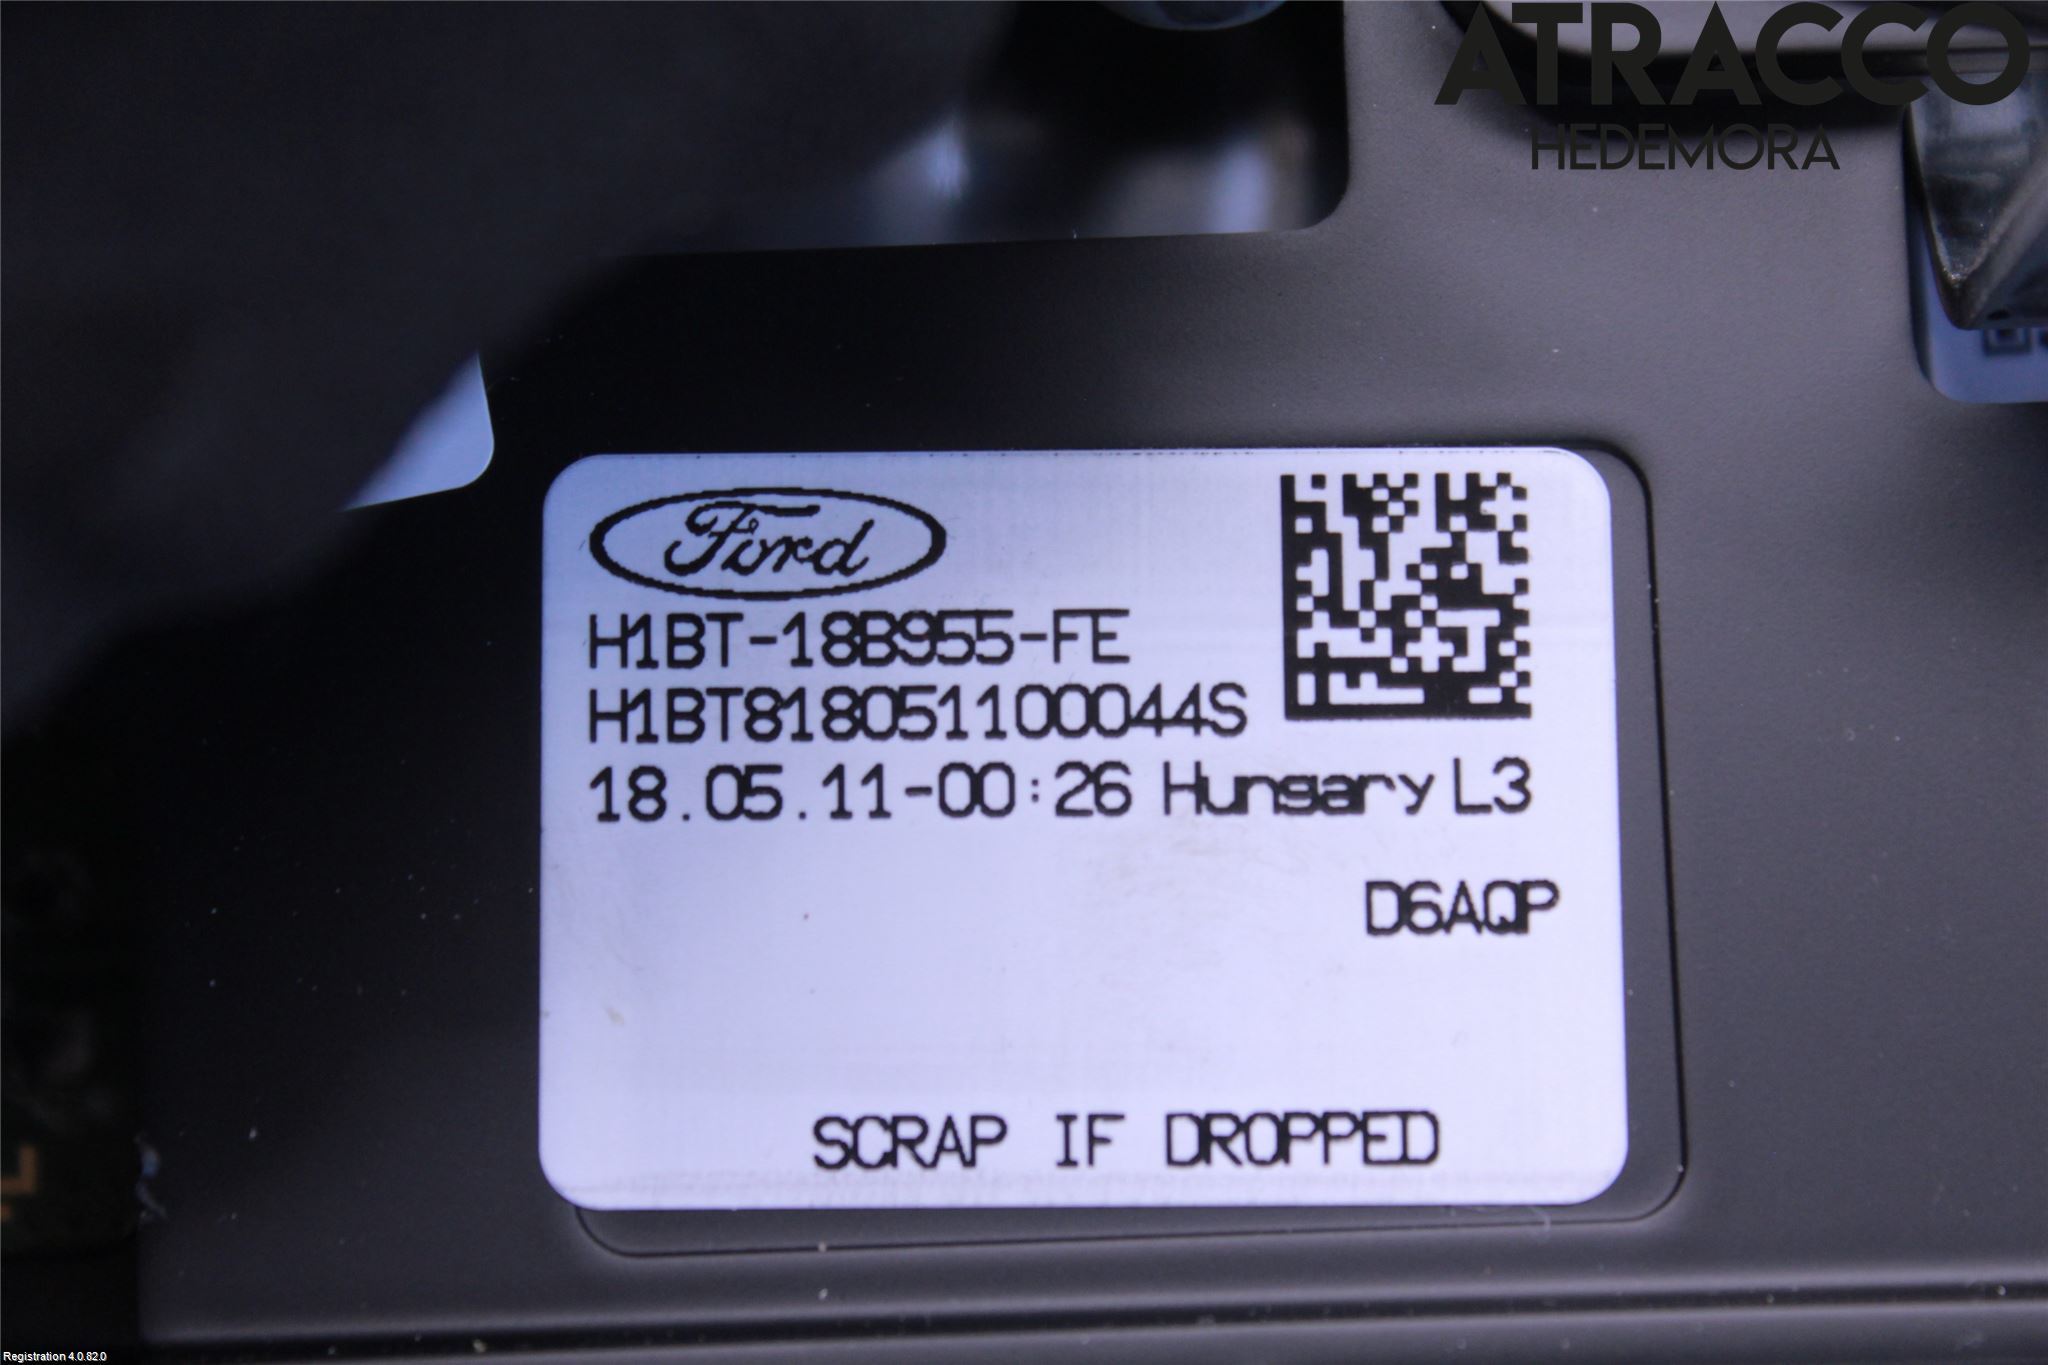 ATRACCO
HEDEMORA
Ford
H1BT-18B955-FE
H1BT818051100044S
18.05.11-00:26 Hungary L3
D6AQP
SCRAP IF DROPPED
Registration 4.0.82.0